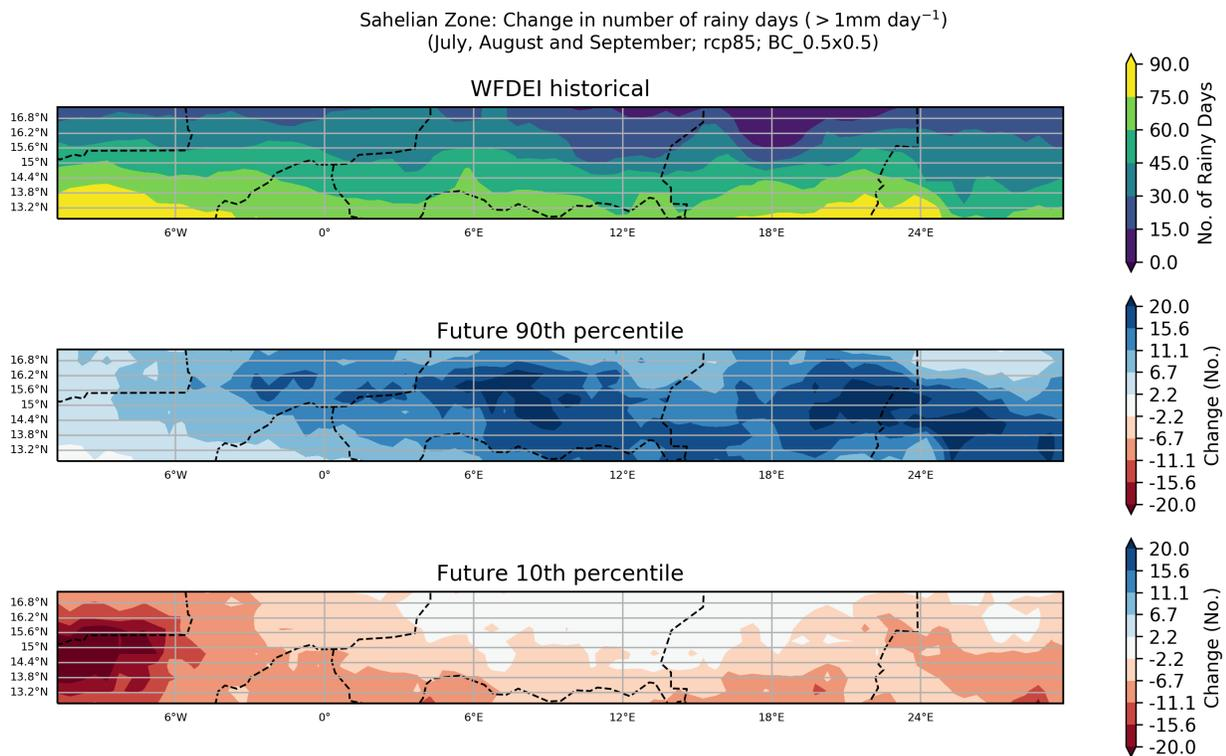 Sahelian Zone: Change in number of rainy days (>1mm day⁻¹)
(July, August and September; rcp85; BC_0.5x0.5)
WFDEI historical
16.8°N
16.2°N
15.6°N
15°N
14.4°N
13.8°N
13.2°N
6°W
0°
6°E
12°E
18°E
24°E
90.0
75.0
60.0
45.0
30.0
15.0
0.0
No. of Rainy Days
Future 90th percentile
16.8°N
16.2°N
15.6°N
15°N
14.4°N
13.8°N
13.2°N
6°W
0°
6°E
12°E
18°E
24°E
20.0
15.6
11.1
6.7
2.2
-2.2
-6.7
-11.1
-15.6
-20.0
Change (No.)
Future 10th percentile
16.8°N
16.2°N
15.6°N
15°N
14.4°N
13.8°N
13.2°N
6°W
0°
6°E
12°E
18°E
24°E
20.0
15.6
11.1
6.7
2.2
-2.2
-6.7
-11.1
-15.6
-20.0
Change (No.)